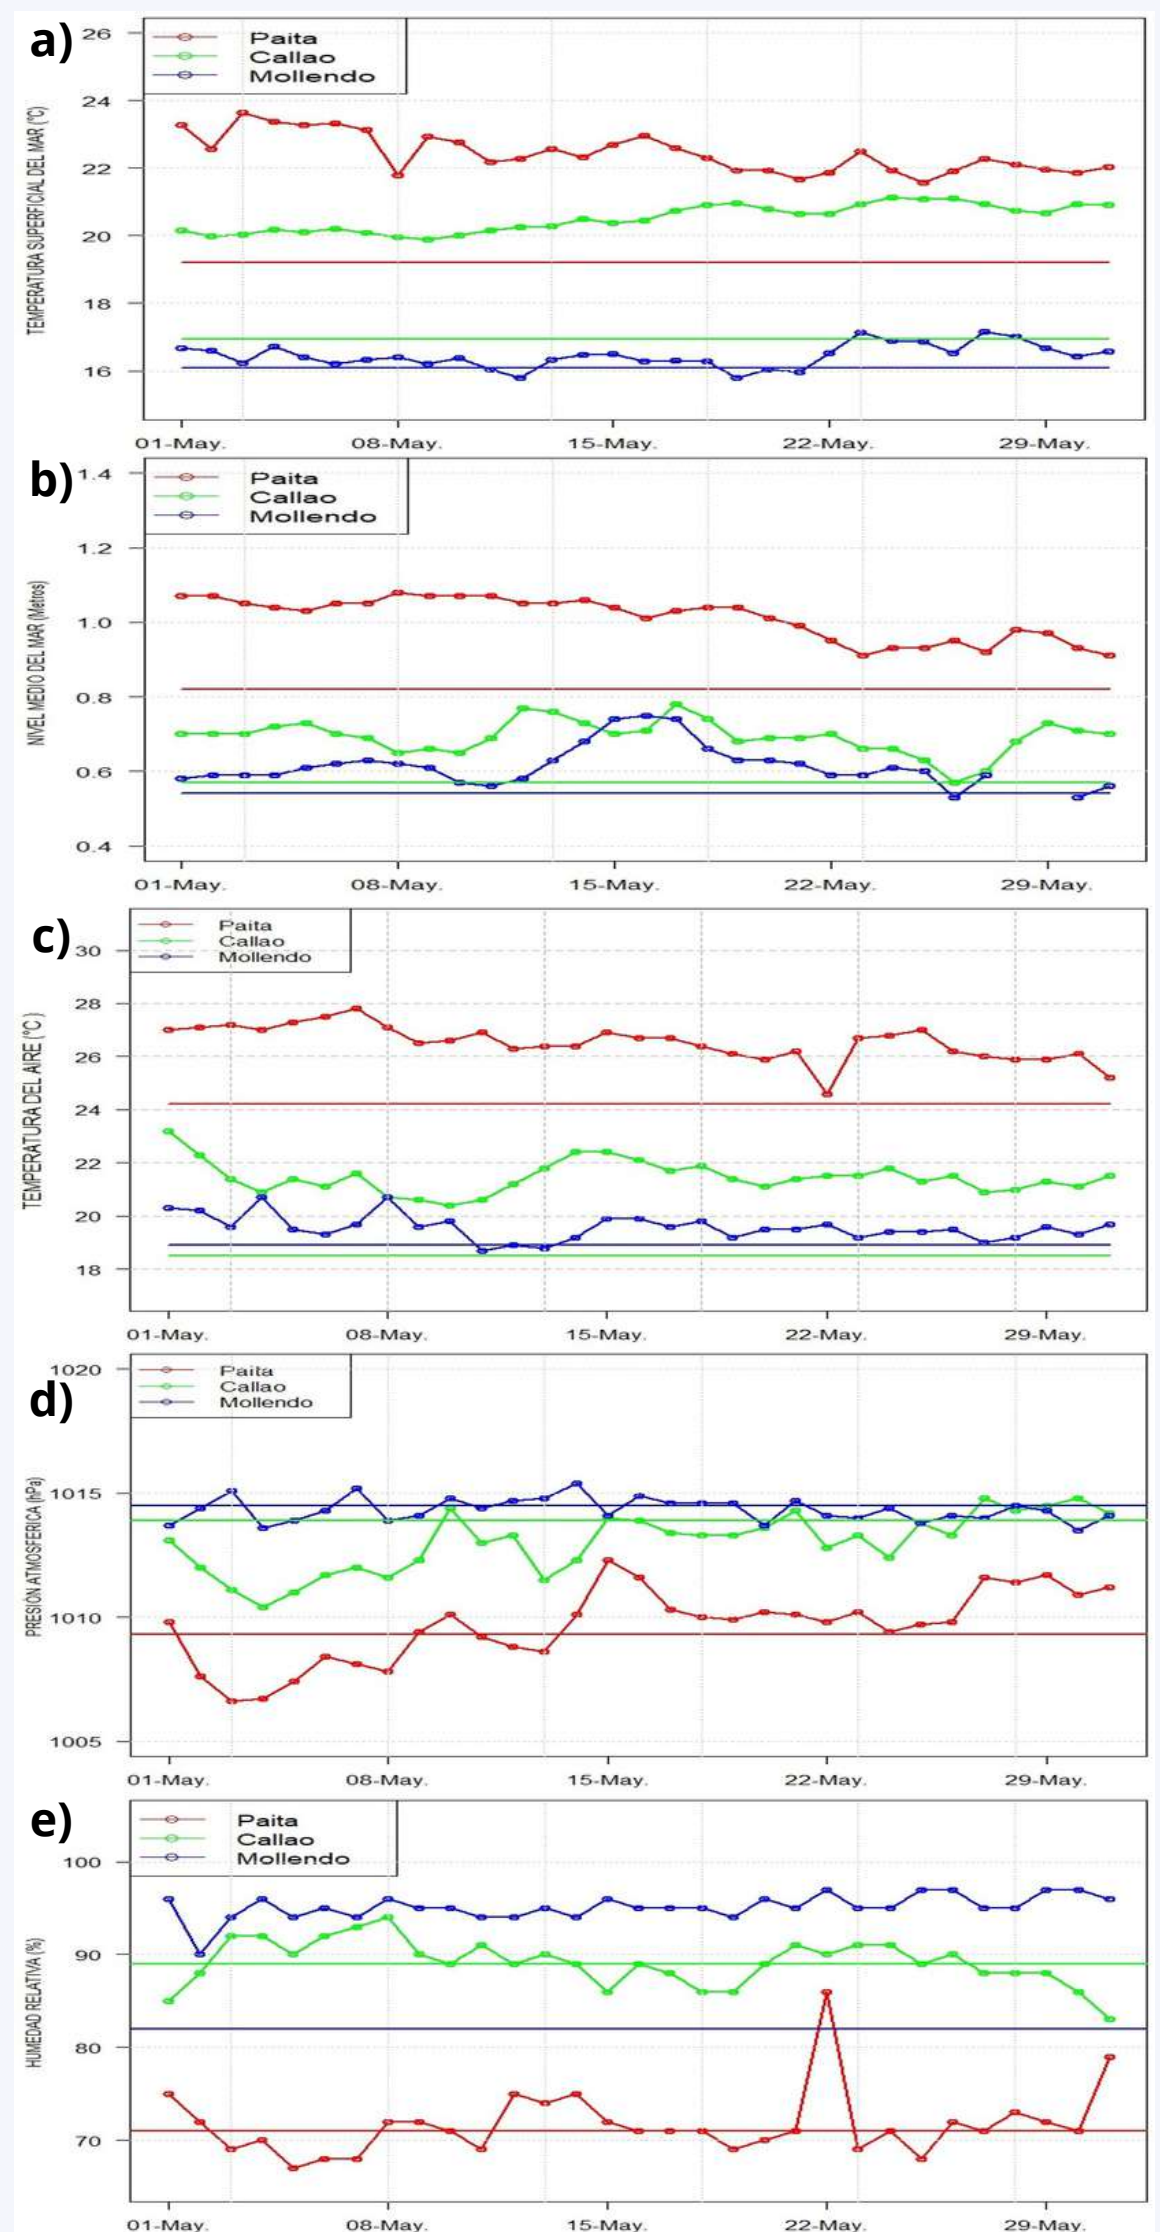 a)
TEMPERATURA SUPERFICIAL DEL MAR (°C)
Paita
Callao
Mollendo
26
24
22
20
18
16
01-May. 08-May. 15-May. 22-May. 29-May.
b)
NIVEL MEDIO DEL MAR (Metros)
Paita
Callao
Mollendo
1.4
1.2
1.0
0.8
0.6
0.4
01-May. 08-May. 15-May. 22-May. 29-May.
c)
TEMPERATURA DEL AIRE (°C)
Paita
Callao
Mollendo
30
28
26
24
22
20
18
01-May. 08-May. 15-May. 22-May. 29-May.
d)
PRESIÓN ATMOSFERICA (hPa)
Paita
Callao
Mollendo
1020
1015
1010
1005
01-May. 08-May. 15-May. 22-May. 29-May.
e)
HUMEDAD RELATIVA (%)
Paita
Callao
Mollendo
100
90
80
70
01-May. 08-May. 15-May. 22-May. 29-May.